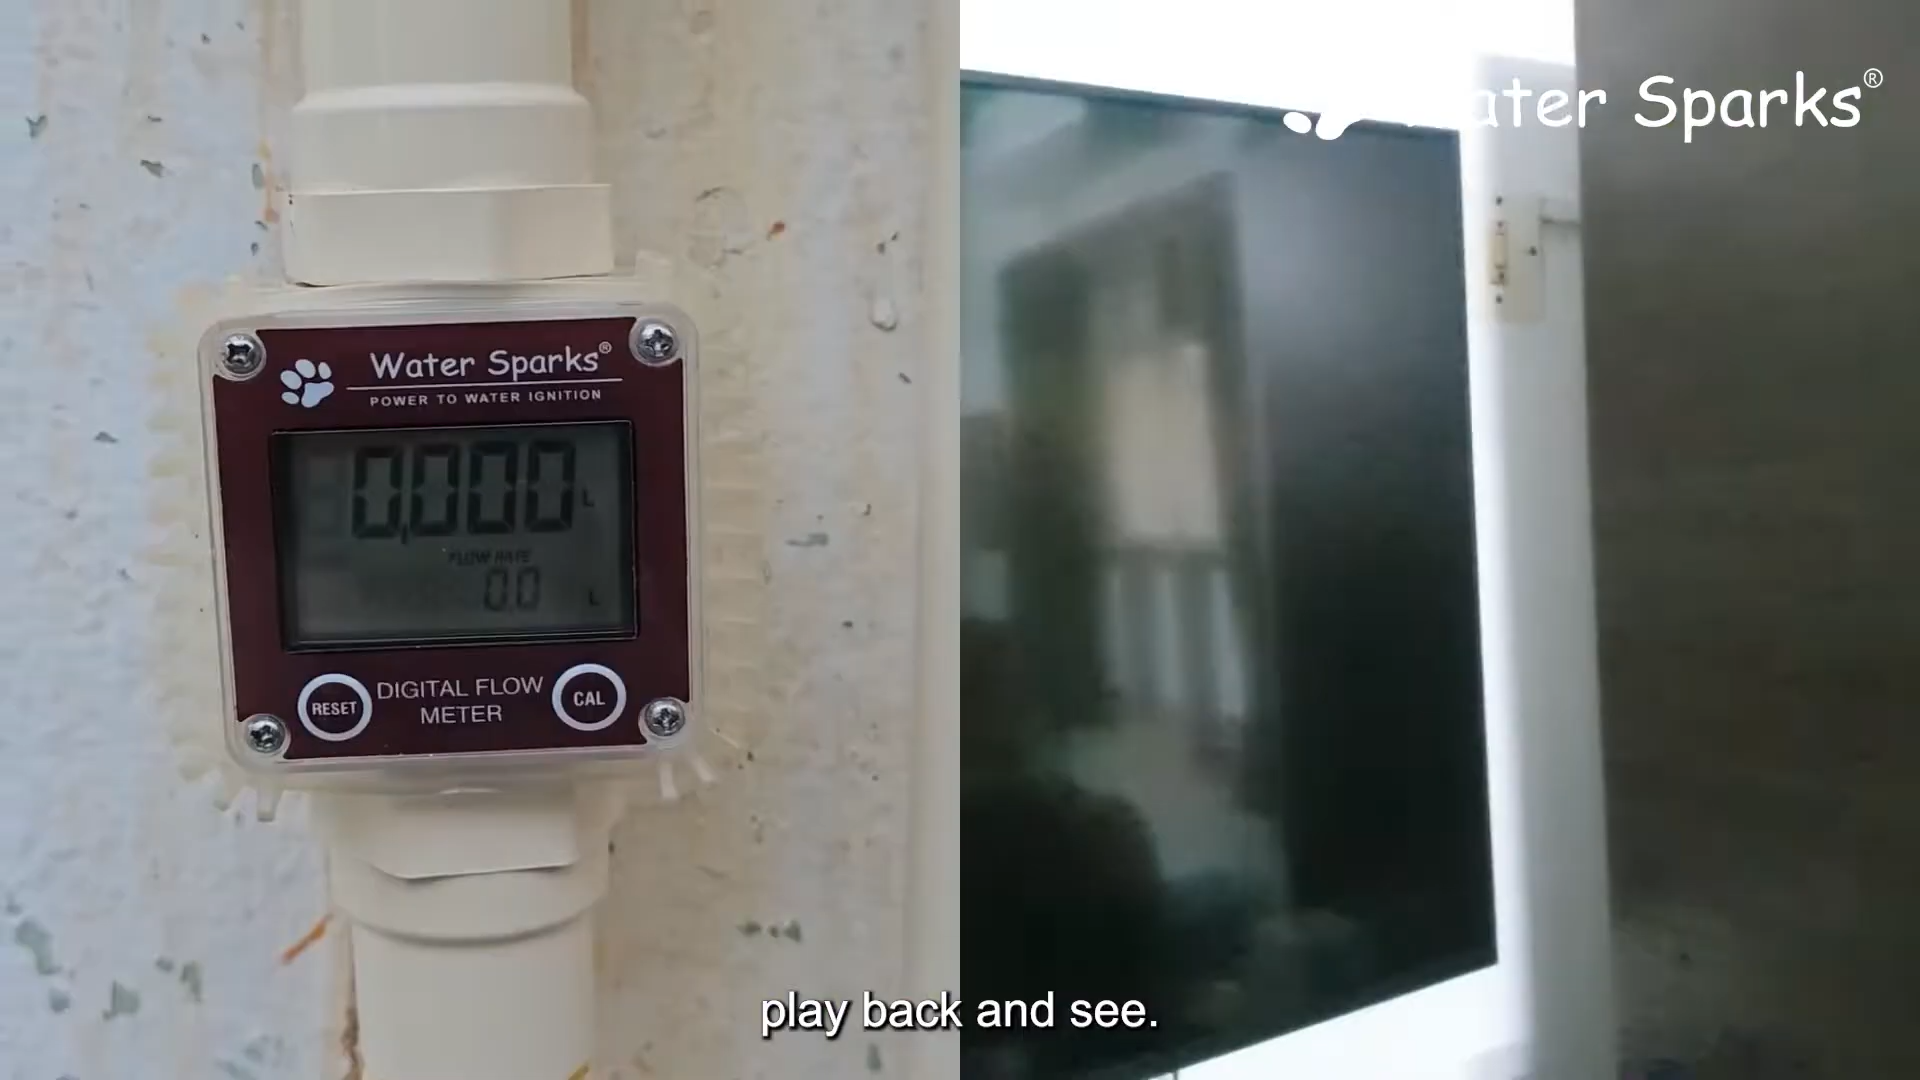 Water Sparks®
POWER TO WATER IGNITION
0,000 L
FLOW RATE
0.0 L
RESET
DIGITAL FLOW
METER
CAL
ater Sparks®
play back and see.